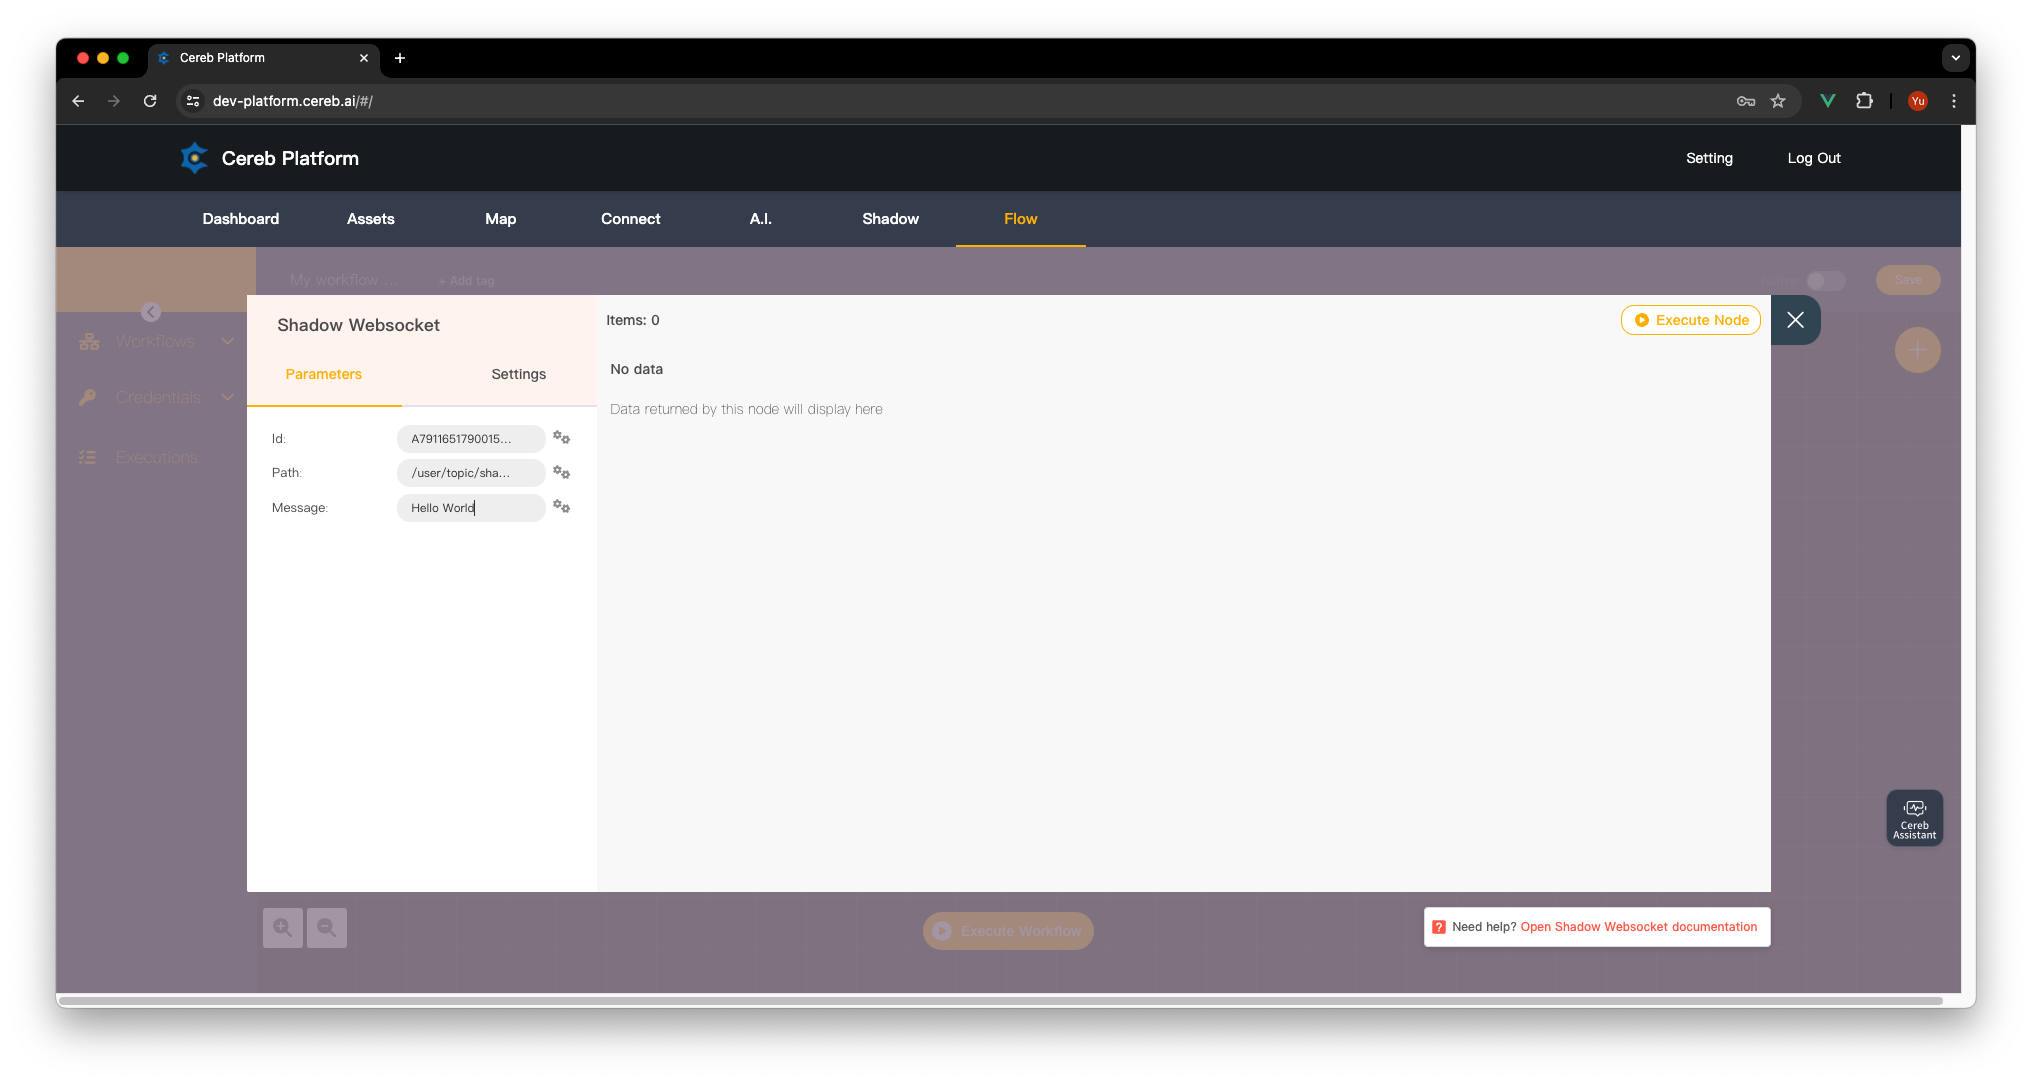 Cereb Platform
dev-platform.cereb.ai/#/
Yu
Cereb Platform
Setting
Log Out
Dashboard
Assets
Map
Connect
A.I.
Shadow
Flow
My workflow ...
+ Add tag
Save
Workflows
Credentials
Executions
Shadow Websocket
Parameters
Settings
Id:
A7911651790015...
Path:
/user/topic/sha...
Message:
Hello World
Items: 0
Execute Node
No data
Data returned by this node will display here
Cereb
Assistant
Execute Workflow
? Need help? Open Shadow Websocket documentation